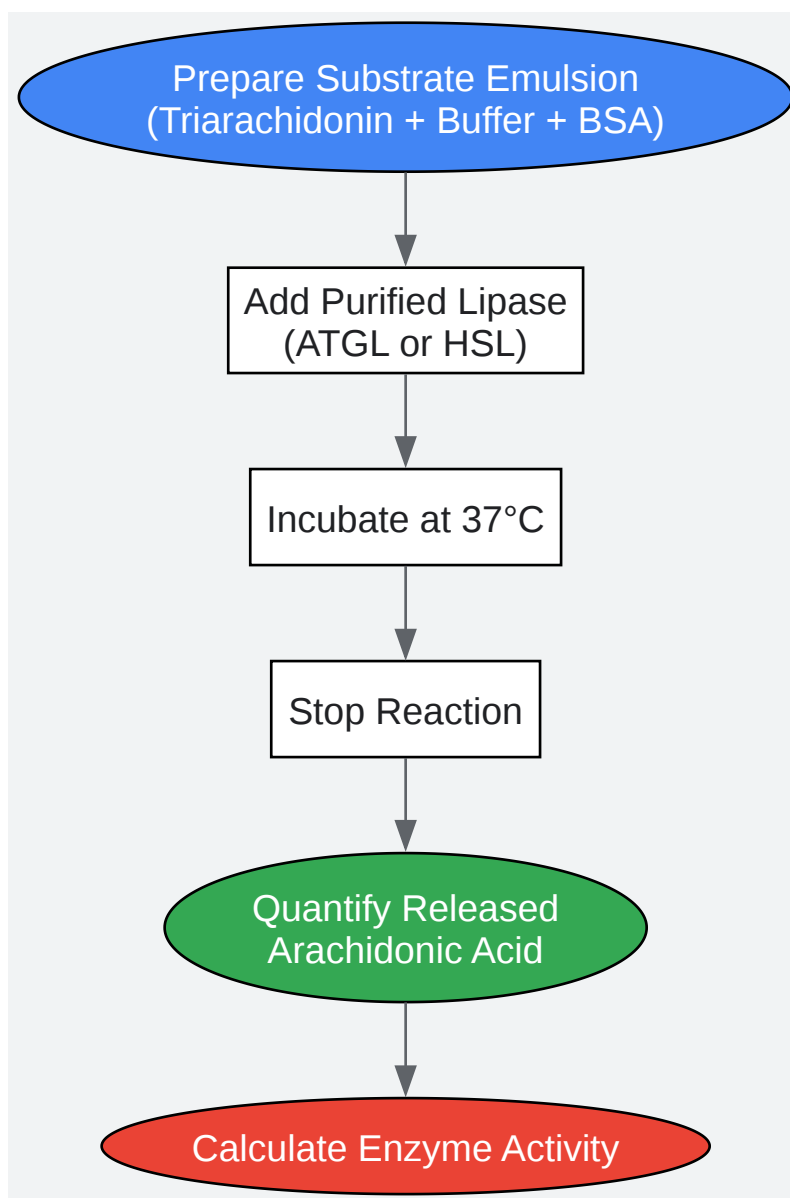 Prepare Substrate Emulsion
(Triarachidonin + Buffer + BSA)
Add Purified Lipase
(ATGL or HSL)
Incubate at 37°C
Stop Reaction
Quantify Released
Arachidonic Acid
Calculate Enzyme Activity